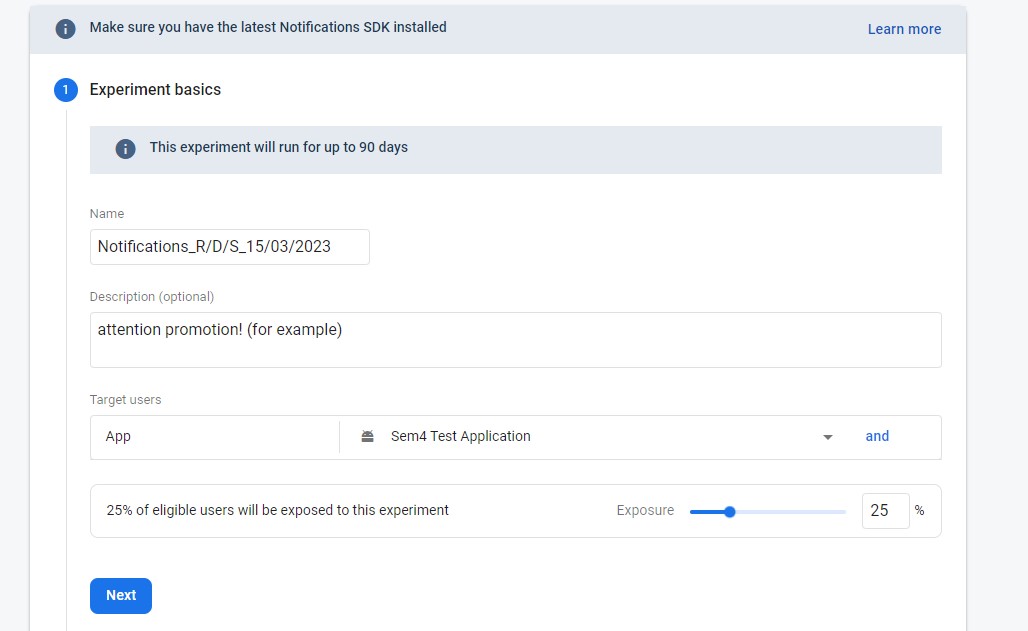 Make sure you have the latest Notifications SDK installed
Learn more
1
Experiment basics
This experiment will run for up to 90 days
Name
Notifications_R/D/S_15/03/2023
Description (optional)
attention promotion! (for example)
Target users
App
Sem4 Test Application
and
25% of eligible users will be exposed to this experiment
Exposure
25
%
Next